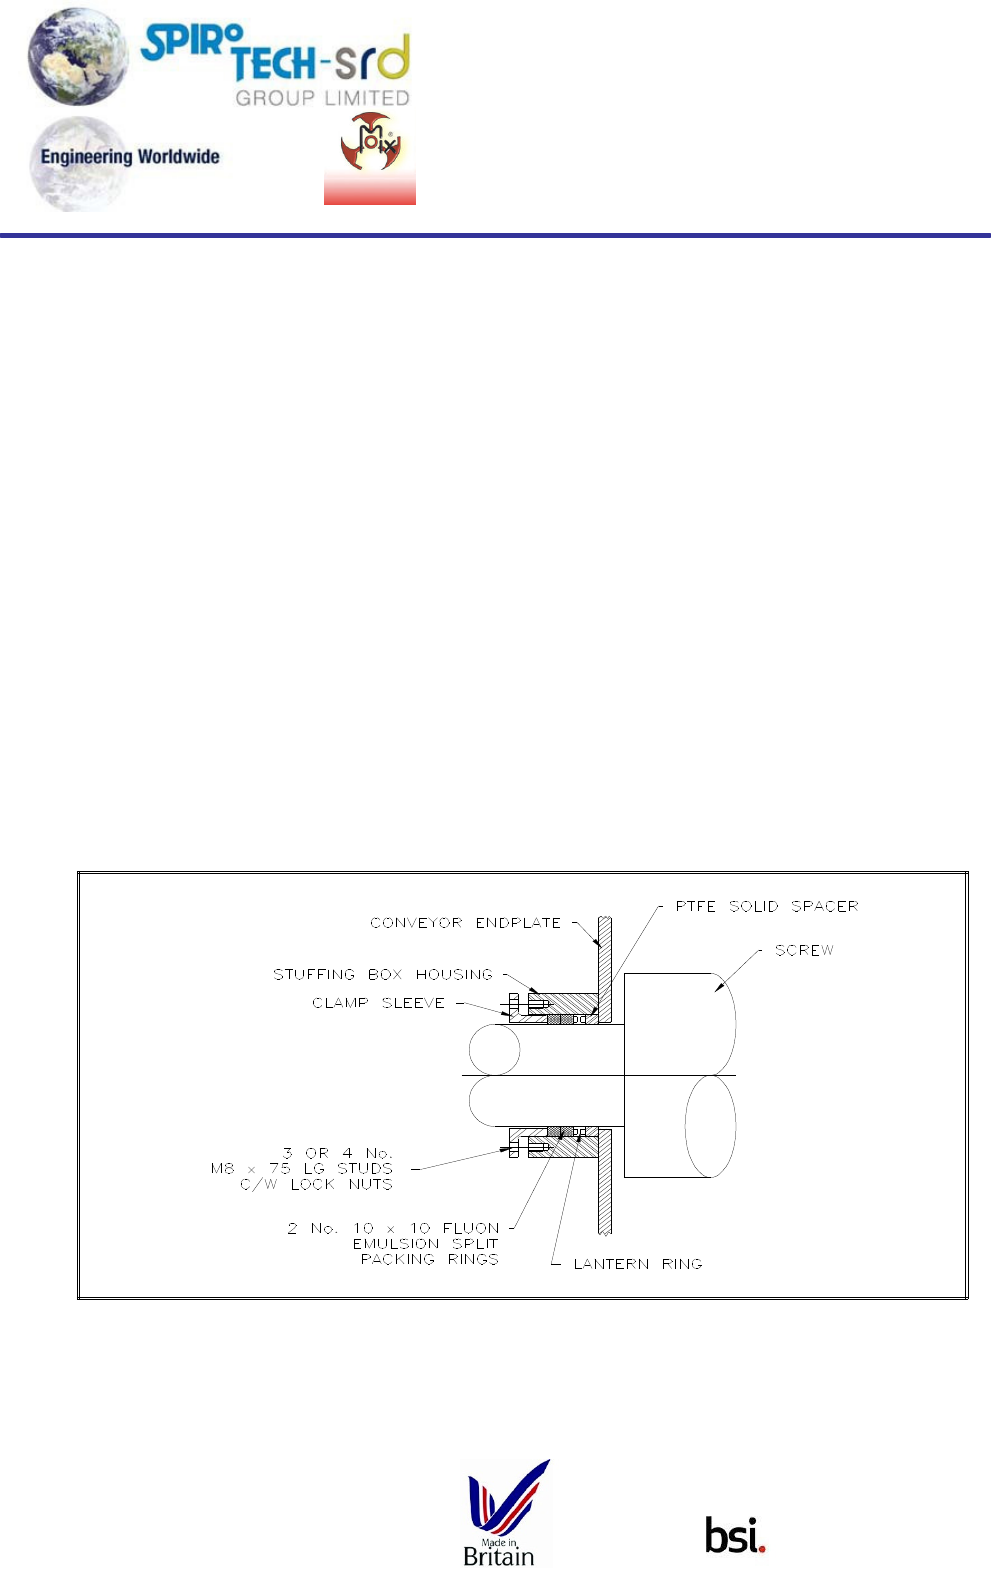 SPIRO
TECH-srd
GROUP LIMITED
Engineering Worldwide
Moix®
PTFE SOLID SPACER
CONVEYOR ENDPLATE
SCREW
STUFFING BOX HOUSING
CLAMP SLEEVE
3 OR 4 No.
M8 x 75 LG STUDS
C/W LOCK NUTS
2 No. 10 x 10 FLUON
EMULSION SPLIT
PACKING RINGS
LANTERN RING
Made in
Britain
bsi.